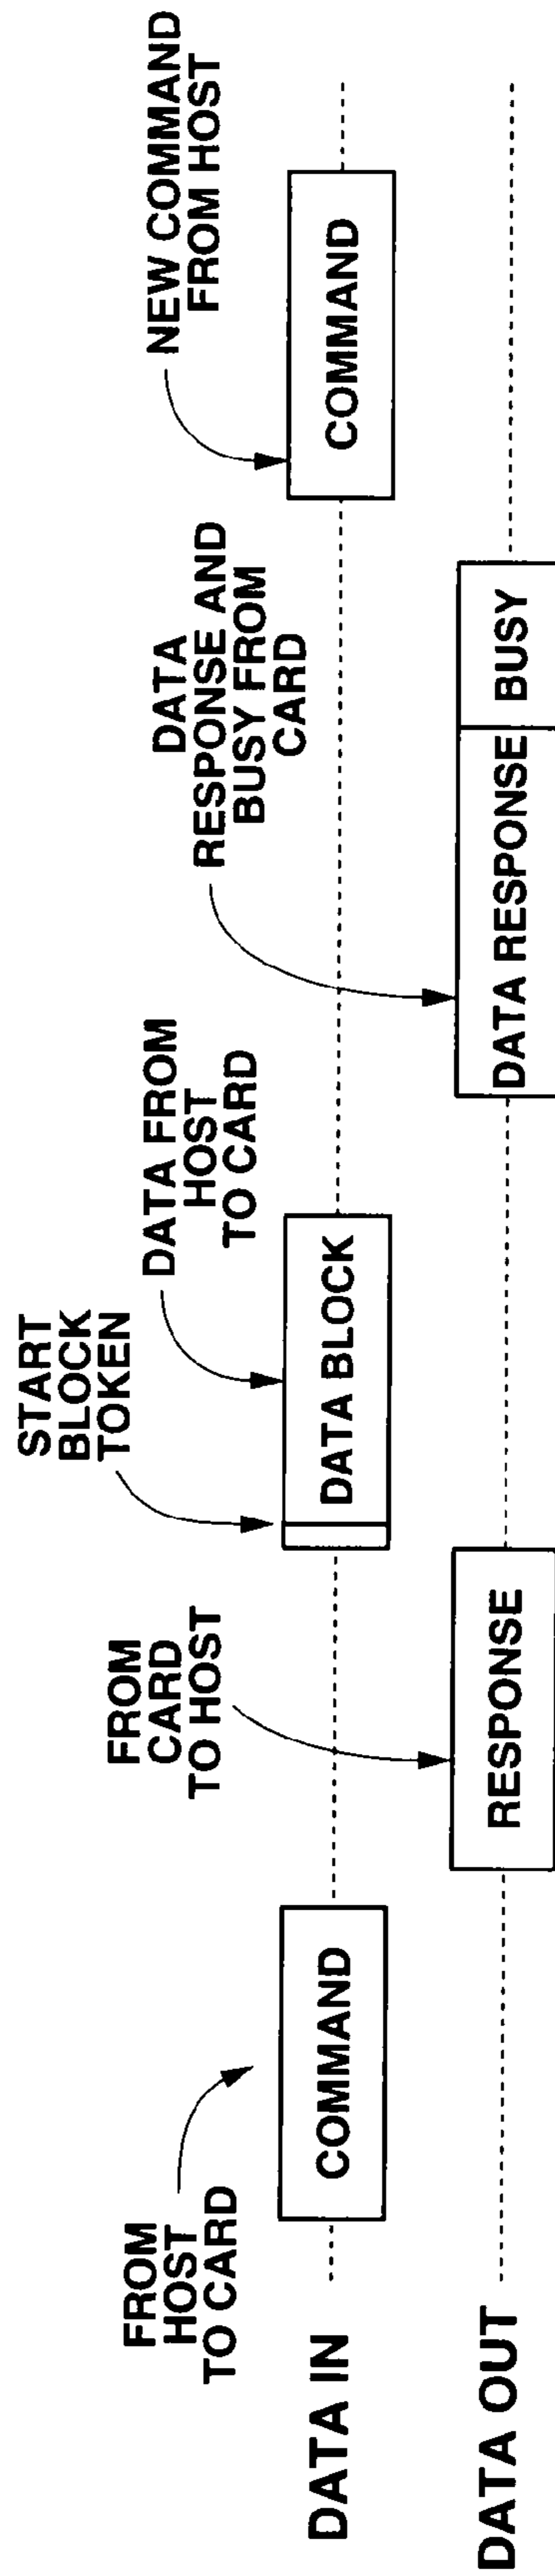 FROM
HOST
TO CARD
FROM
CARD
TO HOST
START
BLOCK
TOKEN
DATA FROM
HOST
TO CARD
DATA
RESPONSE AND
BUSY FROM
CARD
NEW COMMAND
FROM HOST
DATA IN
COMMAND
DATA BLOCK
COMMAND
DATA OUT
RESPONSE
DATA RESPONSE
BUSY